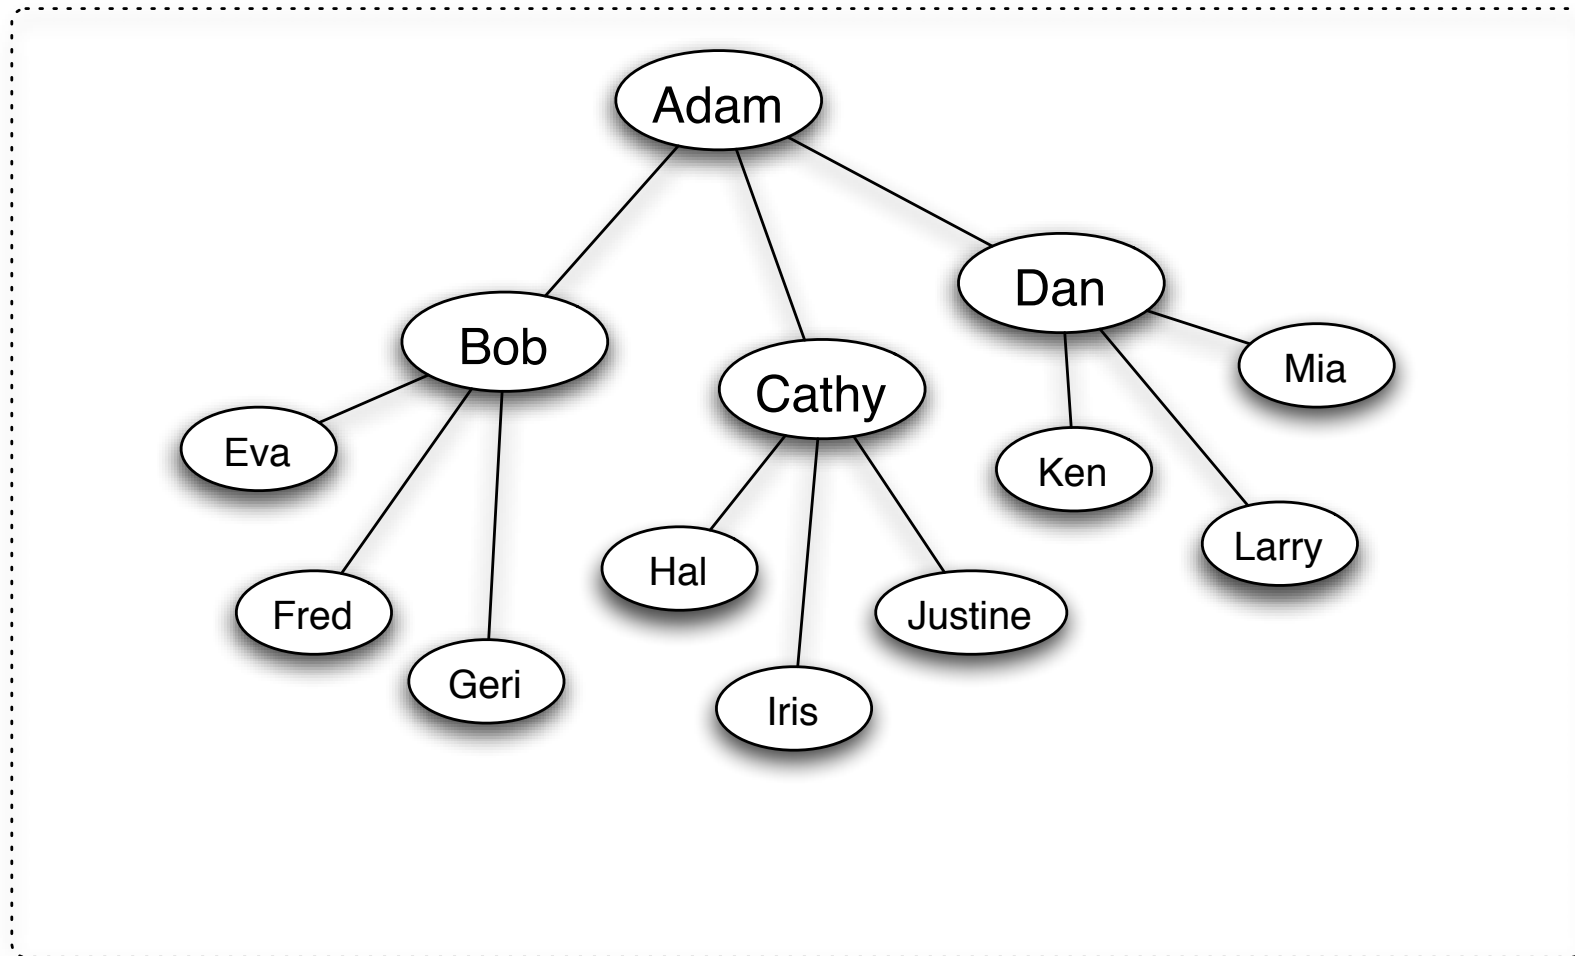 Adam
Bob
Cathy
Dan
Eva
Fred
Geri
Hal
Iris
Justine
Ken
Larry
Mia